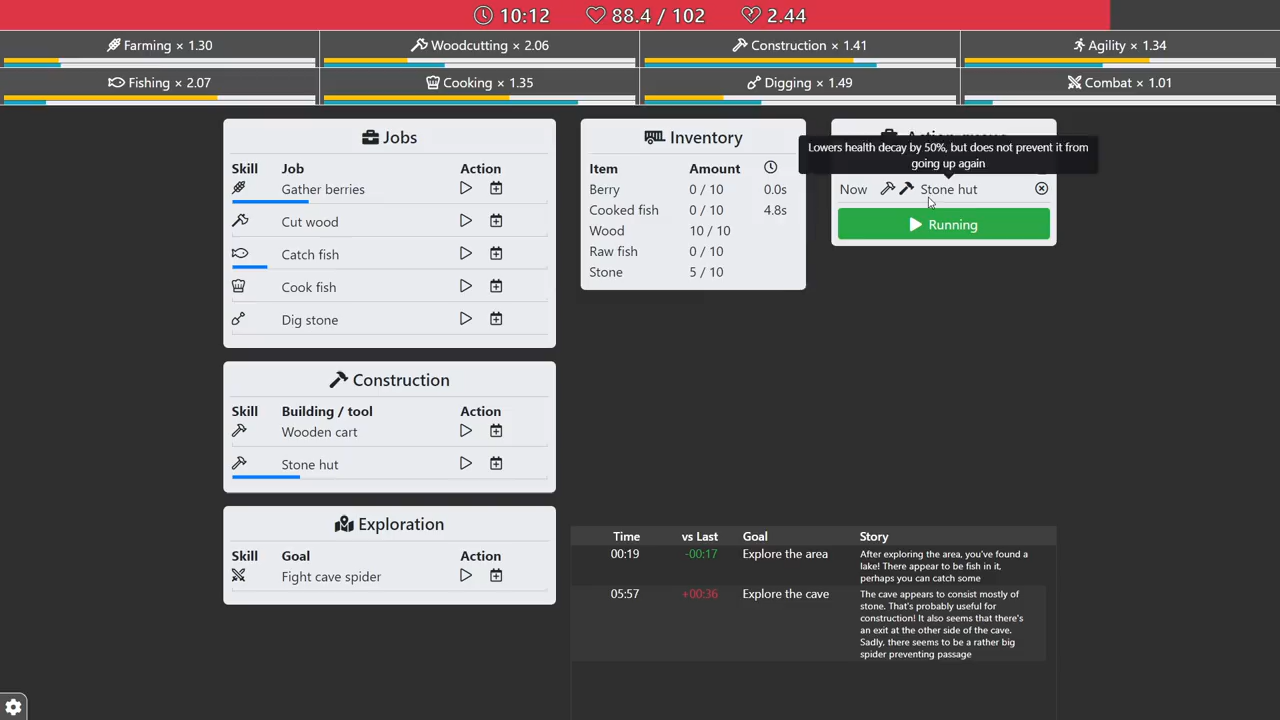 10:12 88.4 / 102 2.44
Farming × 1.30 Woodcutting × 2.06 Construction × 1.41 Agility × 1.34
Fishing × 2.07 Cooking × 1.35 Digging × 1.49 Combat × 1.01
Jobs
Skill Job Action
Gather berries
Cut wood
Catch fish
Cook fish
Dig stone
Construction
Skill Building / tool Action
Wooden cart
Stone hut
Exploration
Skill Goal Action
Fight cave spider
Inventory
Item Amount
Berry 0 / 10 0.0s
Cooked fish 0 / 10 4.8s
Wood 10 / 10
Raw fish 0 / 10
Stone 5 / 10
Lowers health decay by 50%, but does not prevent it from
going up again
Now Stone hut
Running
Time vs Last Goal Story
00:19 -00:17 Explore the area After exploring the area, you've found a
lake! There appear to be fish in it,
perhaps you can catch some
05:57 +00:36 Explore the cave The cave appears to consist mostly of
stone. That's probably useful for
construction! It also seems that there's
an exit at the other side of the cave.
Sadly, there seems to be a rather big
spider preventing passage